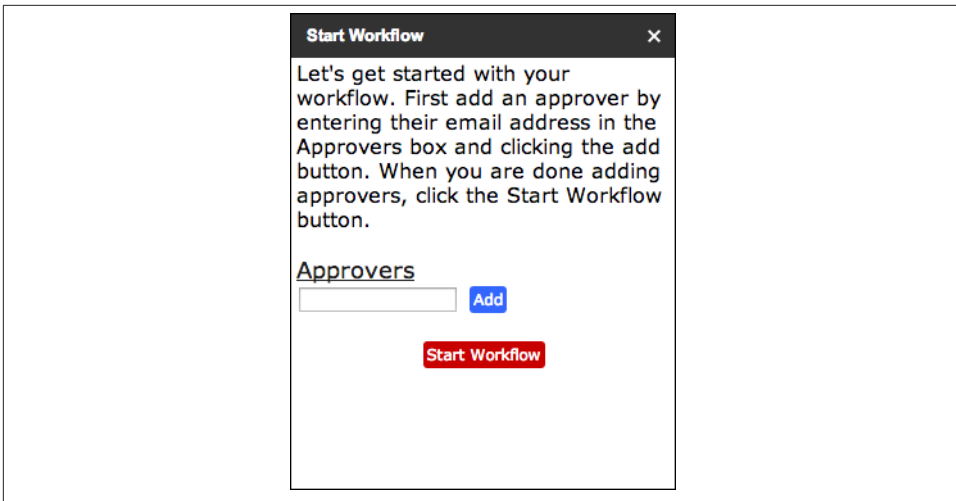 Start Workflow ×
Let's get started with your
workflow. First add an approver by
entering their email address in the
Approvers box and clicking the add
button. When you are done adding
approvers, click the Start Workflow
button.
Approvers
Add
Start Workflow